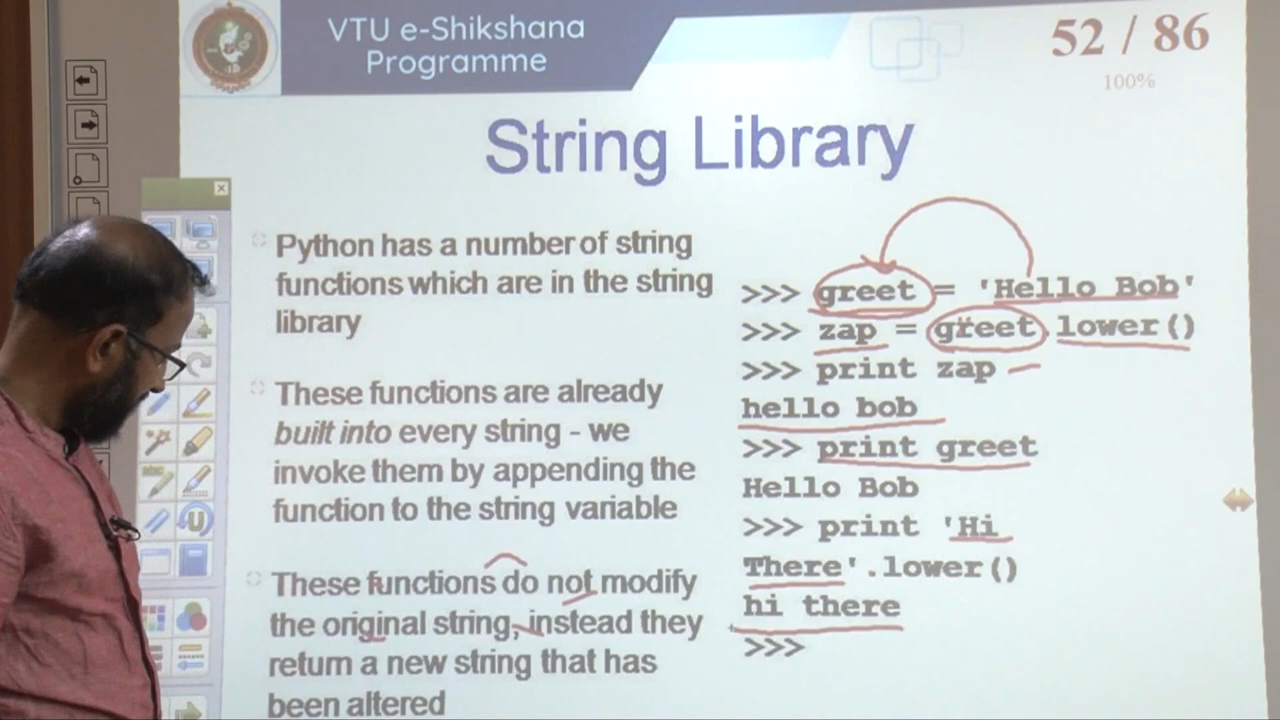 VTU e-Shikshana
Programme
52 / 86
100%
String Library
Python has a number of string
functions which are in the string
library
These functions are already
built into every string - we
invoke them by appending the
function to the string variable
These functions do not modify
the original string, instead they
return a new string that has
been altered
>>> greet = 'Hello Bob'
>>> zap = greet.lower()
>>> print zap
hello bob
>>> print greet
Hello Bob
>>> print 'Hi
There'.lower()
hi there
>>>